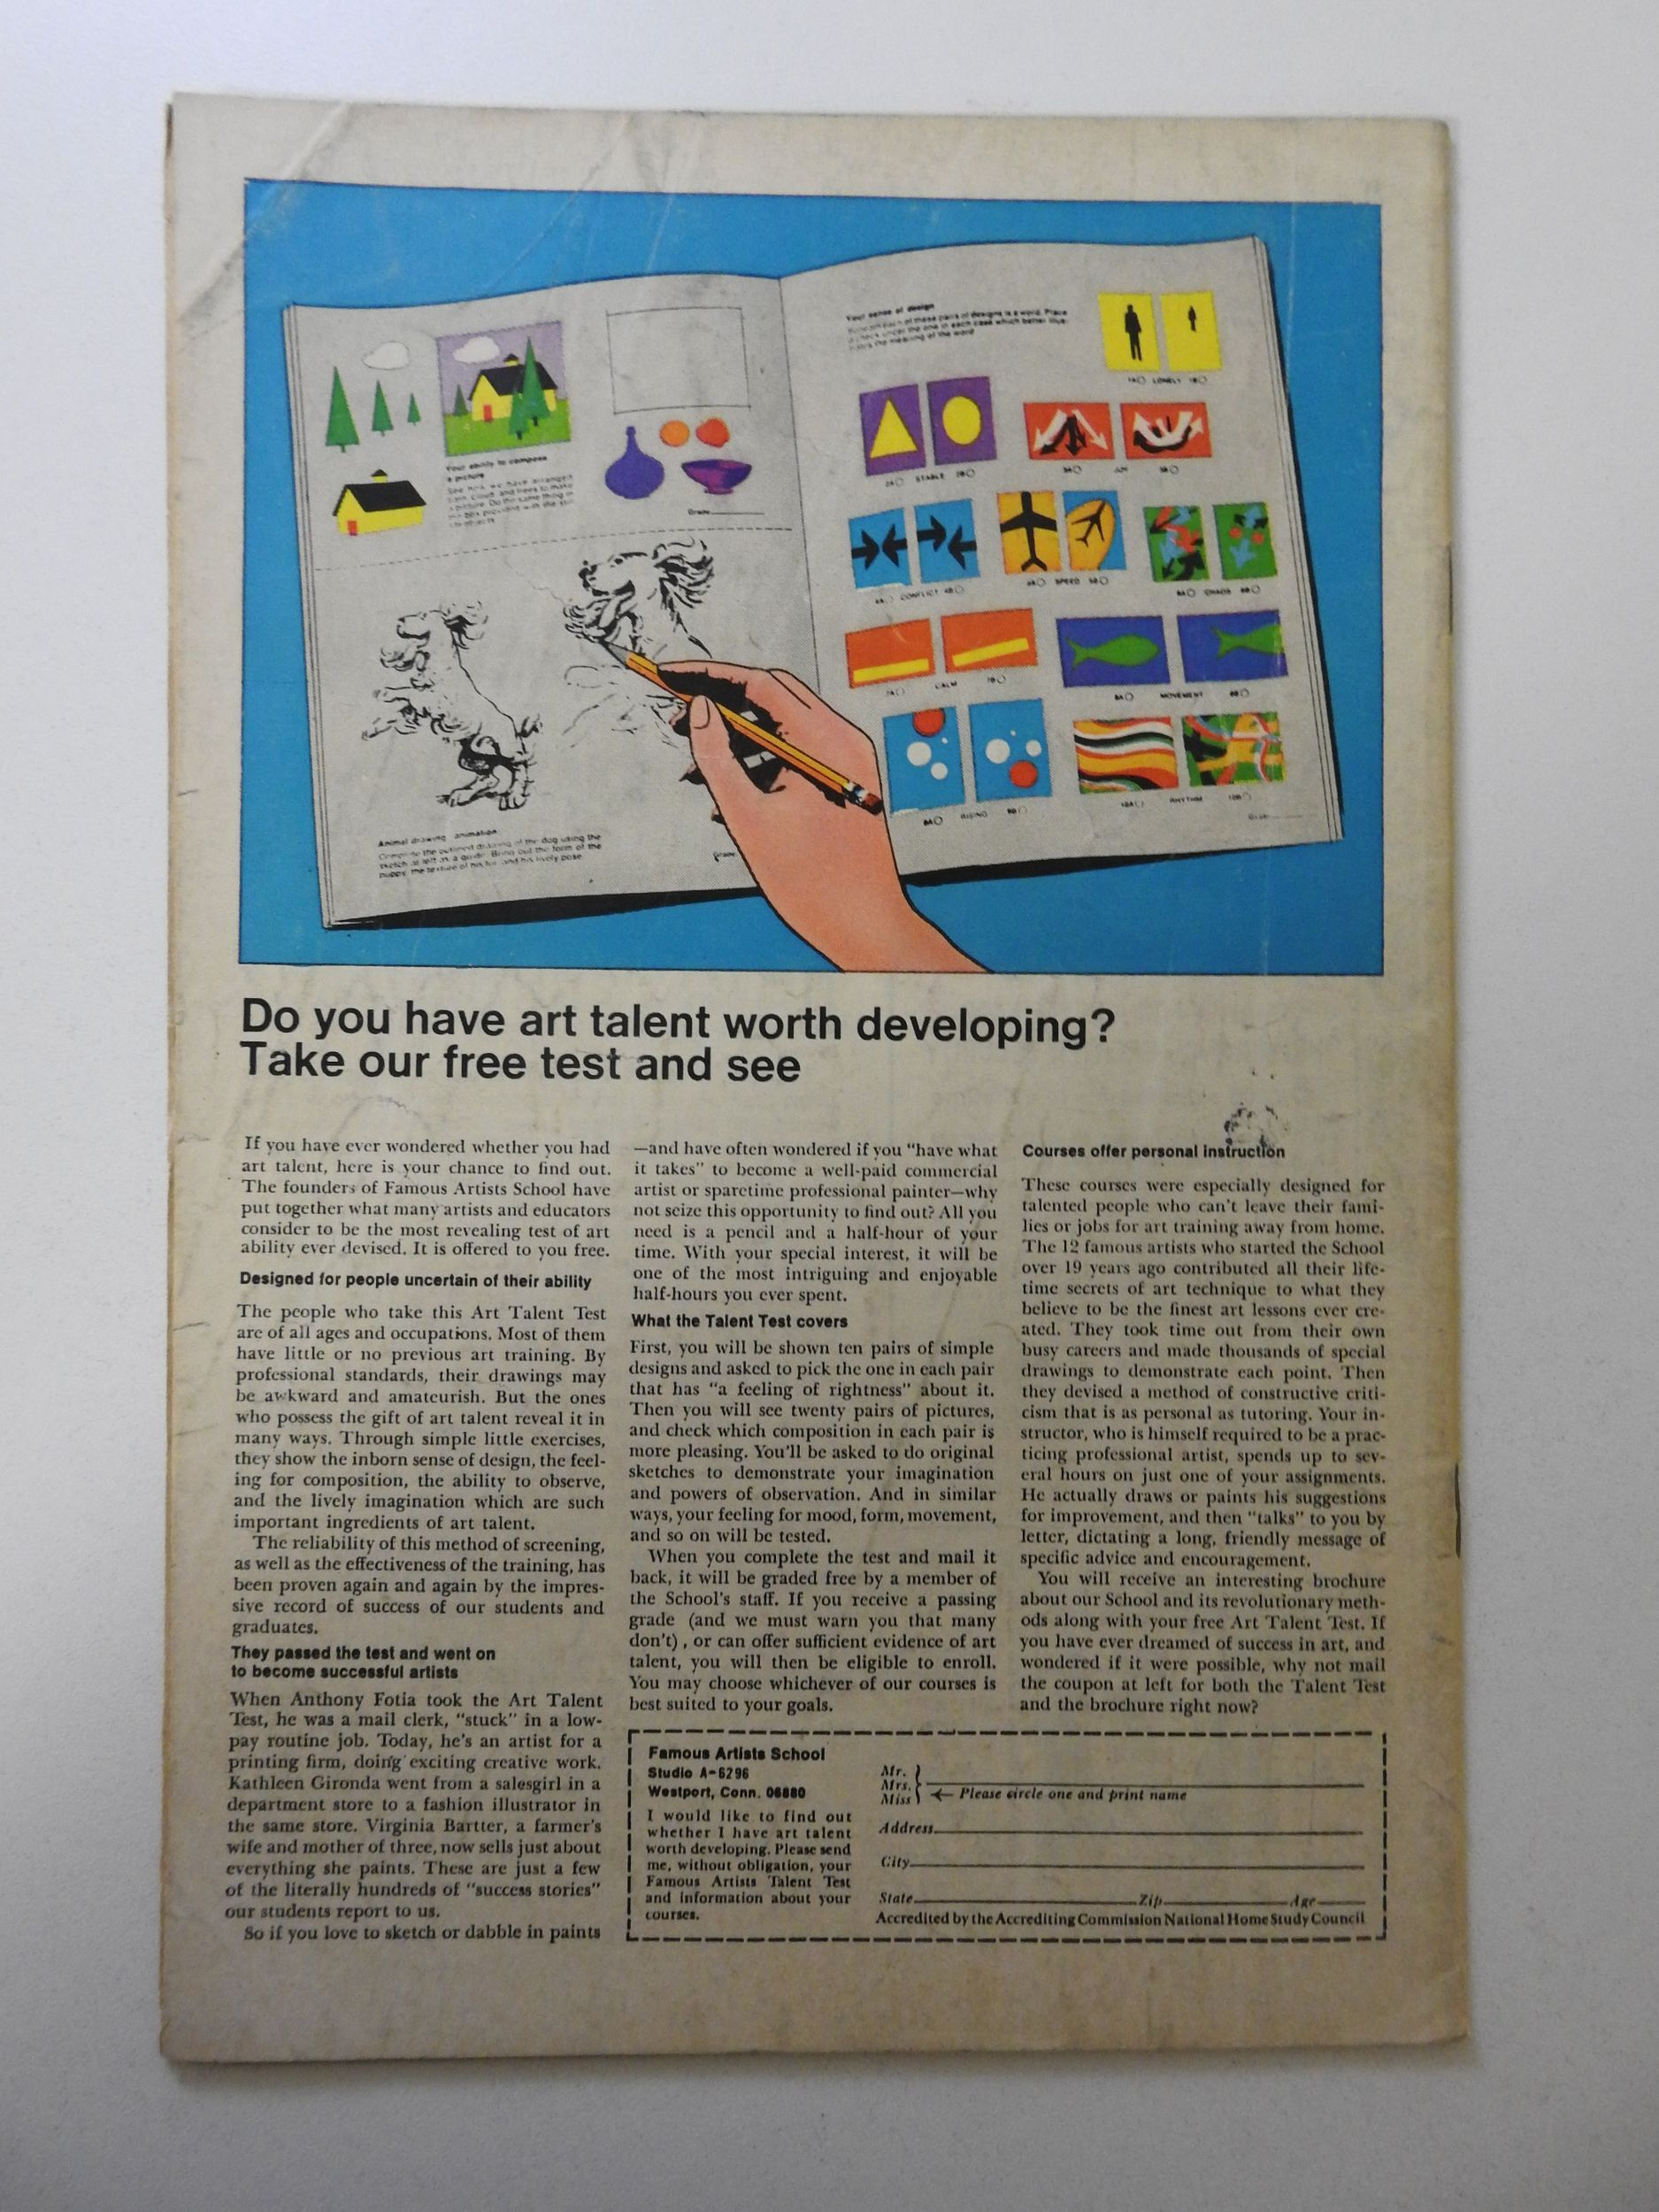 Your sense of design
LONELY
STABLE
CONFLICT
SPEED
CHAOS
CALM
MOVEMENT
RISING
RHYTHM
Your ability to compose
a picture
Grade
Animal drawing animation
Do you have art talent worth developing?
Take our free test and see
If you have ever wondered whether you had
art talent, here is your chance to find out.
The founders of Famous Artists School have
put together what many artists and educators
consider to be the most revealing test of art
ability ever devised. It is offered to you free.
Designed for people uncertain of their ability
The people who take this Art Talent Test
are of all ages and occupations. Most of them
have little or no previous art training. By
professional standards, their drawings may
be awkward and amateurish. But the ones
who possess the gift of art talent reveal it in
many ways. Through simple little exercises,
they show the inborn sense of design, the feel-
ing for composition, the ability to observe,
and the lively imagination which are such
important ingredients of art talent.
The reliability of this method of screening,
as well as the effectiveness of the training, has
been proven again and again by the impres-
sive record of success of our students and
graduates.
They passed the test and went on
to become successful artists
When Anthony Fotia took the Art Talent
Test, he was a mail clerk, "stuck" in a low-
pay routine job. Today, he's an artist for a
printing firm, doing exciting creative work.
Kathleen Gironda went from a salesgirl in a
department store to a fashion illustrator in
the same store. Virginia Bartter, a farmer's
wife and mother of three, now sells just about
everything she paints. These are just a few
of the literally hundreds of "success stories"
our students report to us.
So if you love to sketch or dabble in paints
—and have often wondered if you "have what
it takes" to become a well-paid commercial
artist or sparetime professional painter—why
not seize this opportunity to find out? All you
need is a pencil and a half-hour of your
time. With your special interest, it will be
one of the most intriguing and enjoyable
half-hours you ever spent.
What the Talent Test covers
First, you will be shown ten pairs of simple
designs and asked to pick the one in each pair
that has "a feeling of rightness" about it.
Then you will see twenty pairs of pictures,
and check which composition in each pair is
more pleasing. You'll be asked to do original
sketches to demonstrate your imagination
and powers of observation. And in similar
ways, your feeling for mood, form, movement,
and so on will be tested.
When you complete the test and mail it
back, it will be graded free by a member of
the School's staff. If you receive a passing
grade (and we must warn you that many
don't), or can offer sufficient evidence of art
talent, you will then be eligible to enroll.
You may choose whichever of our courses is
best suited to your goals.
Courses offer personal instruction
These courses were especially designed for
talented people who can't leave their fami-
lies or jobs for art training away from home.
The 12 famous artists who started the School
over 19 years ago contributed all their life-
time secrets of art technique to what they
believe to be the finest art lessons ever cre-
ated. They took time out from their own
busy careers and made thousands of special
drawings to demonstrate each point. Then
they devised a method of constructive criti-
cism that is as personal as tutoring. Your in-
structor, who is himself required to be a prac-
ticing professional artist, spends up to sev-
eral hours on just one of your assignments.
He actually draws or paints his suggestions
for improvement, and then "talks" to you by
letter, dictating a long, friendly message of
specific advice and encouragement.
You will receive an interesting brochure
about our School and its revolutionary meth-
ods along with your free Art Talent Test. If
you have ever dreamed of success in art, and
wondered if it were possible, why not mail
the coupon at left for both the Talent Test
and the brochure right now?
Famous Artists School
Studio A-6296
Westport, Conn. 06880
I would like to find out
whether I have art talent
worth developing. Please send
me, without obligation, your
Famous Artists Talent Test
and information about your
courses.
Mr.
Mrs.
Miss
Please circle one and print name
Address
City
State Zip Age
Accredited by the Accrediting Commission National Home Study Council